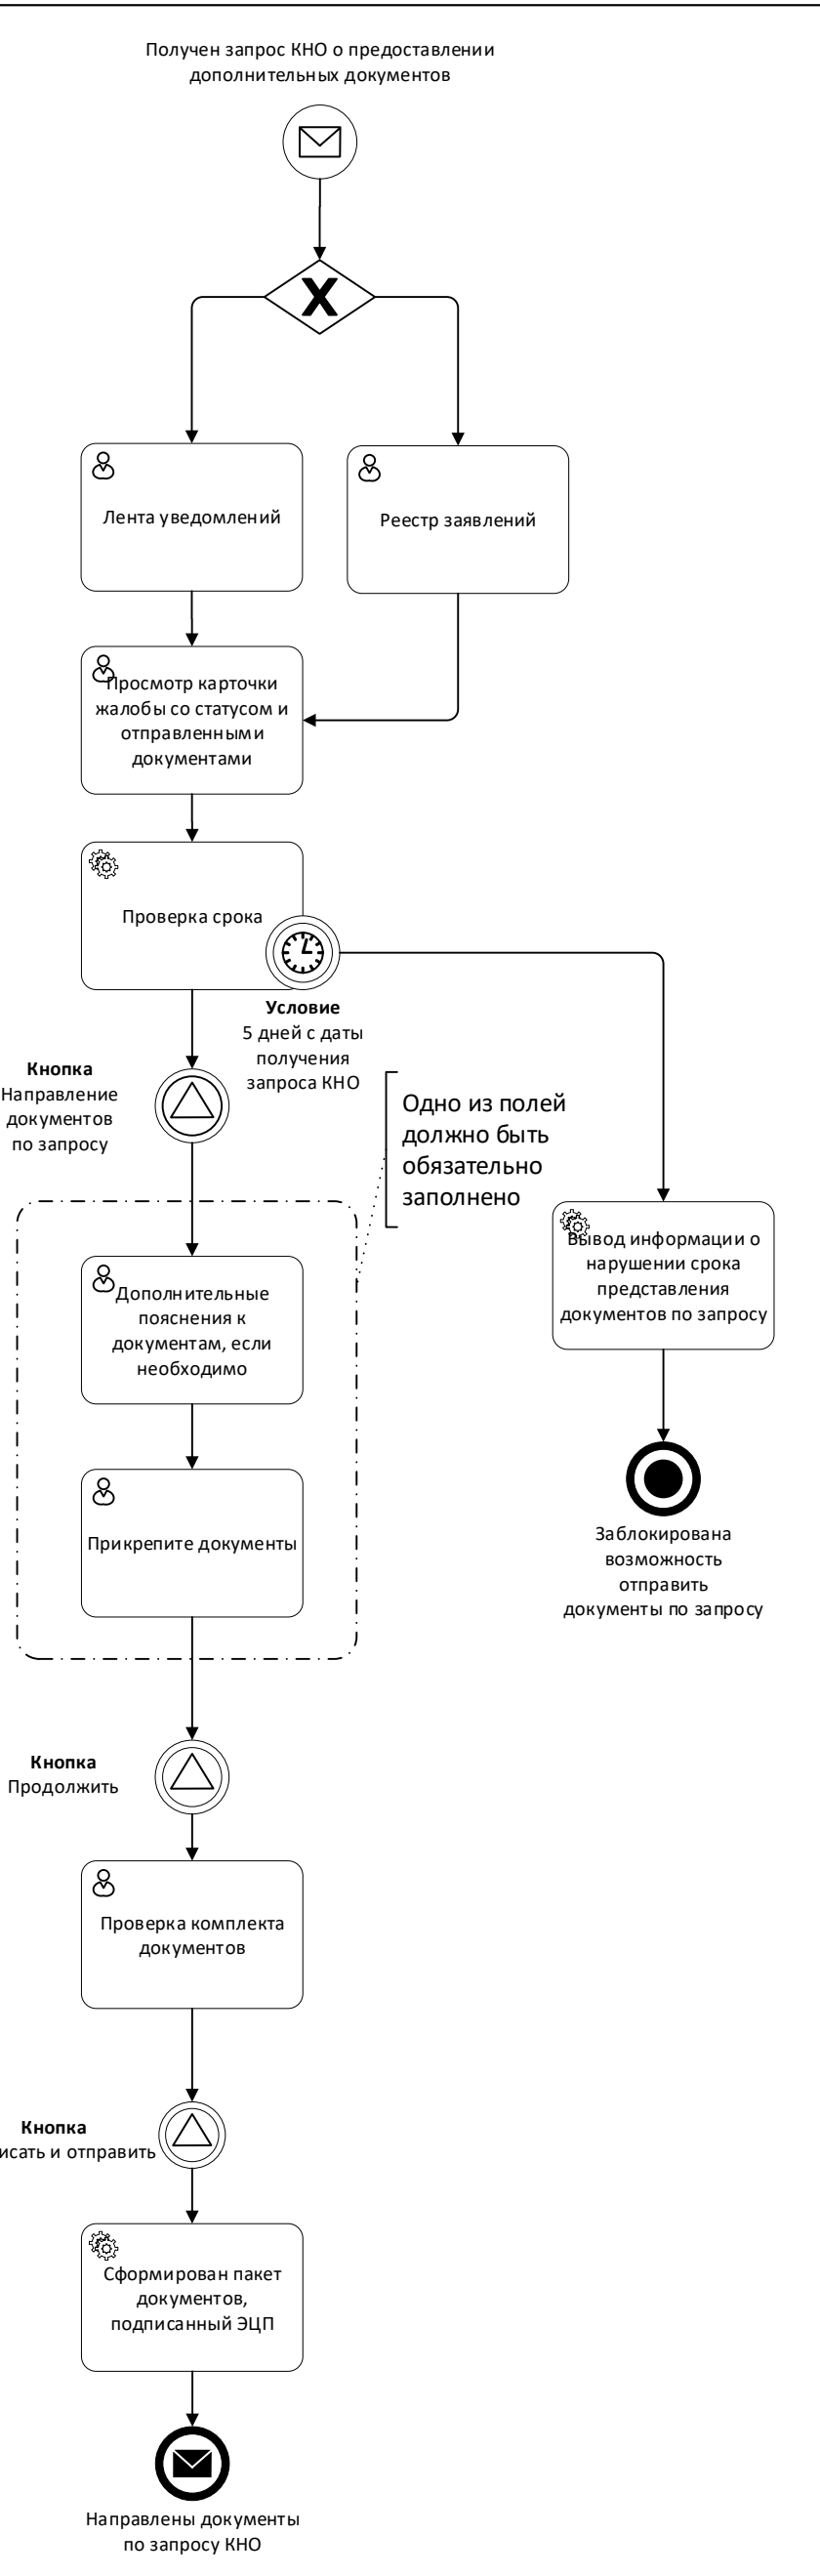 Получен запрос КНО о предоставлении
дополнительных документов
Лента уведомлений
Реестр заявлений
Просмотр карточки
жалобы со статусом и
отправленными
документами
Проверка срока
Условие
5 дней с даты
получения
запроса КНО
Кнопка
Направление
документов
по запросу
Одно из полей
должно быть
обязательно
заполнено
Вывод информации о
нарушении срока
представления
документов по запросу
Дополнительные
пояснения к
документам, если
необходимо
Прикрепите документы
Заблокирована
возможность
отправить
документы по запросу
Кнопка
Продолжить
Проверка комплекта
документов
Кнопка
исать и отправить
Сформирован пакет
документов,
подписанный ЭЦП
Направлены документы
по запросу КНО